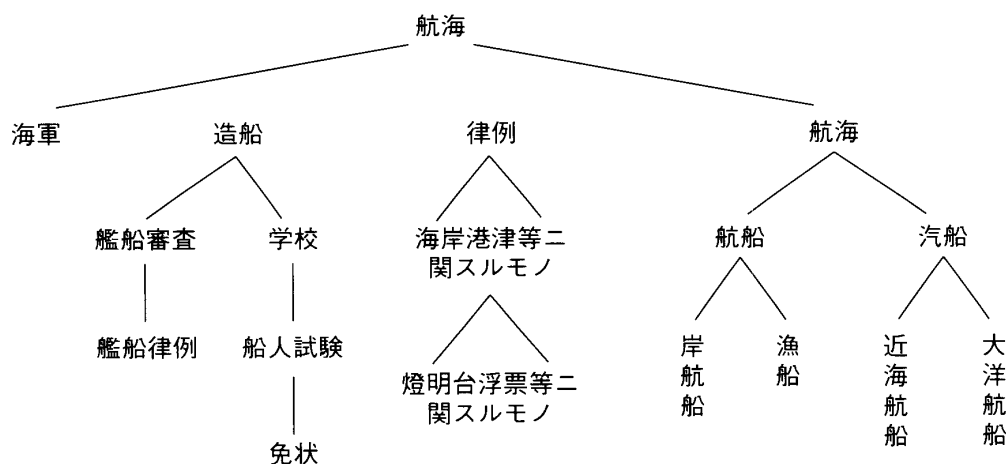 航海
海軍
造船
律例
航海
艦船審査
学校
海岸港津等ニ
関スルモノ
航船
汽船
艦船律例
船人試験
燈明台浮票等ニ
関スルモノ
岸航船
漁船
近海航船
大洋航船
免状